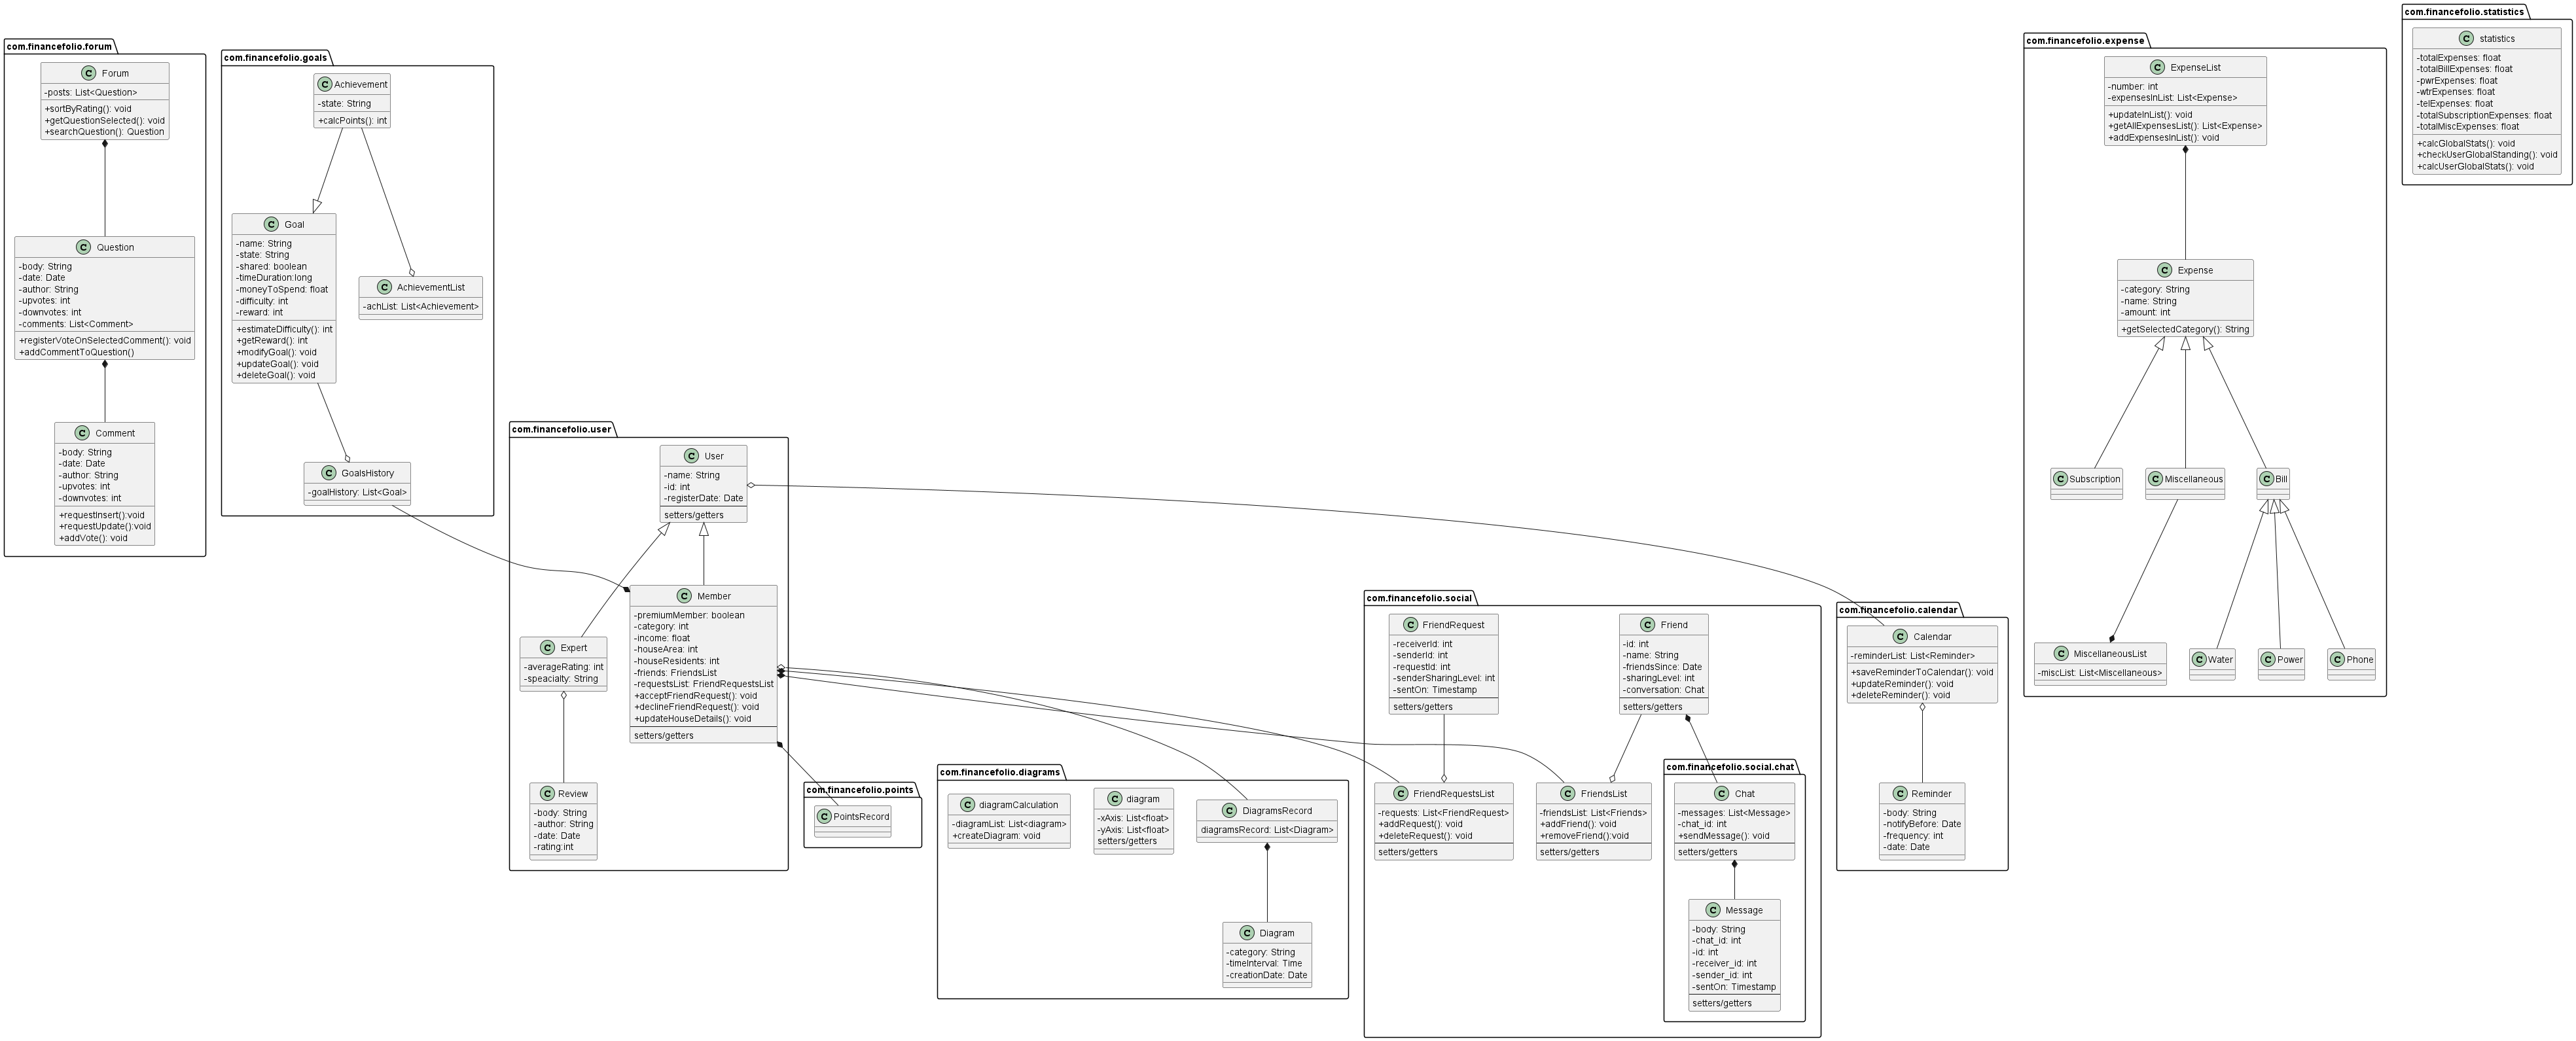 com.financefolio.forum
C Forum
-posts: List<Question>
+sortByRating(): void
+getQuestionSelected(): void
+searchQuestion(): Question
C Question
-body: String
-date: Date
-author: String
-upvotes: int
-downvotes: int
-comments: List<Comment>
+registerVoteOnSelectedComment(): void
+addCommentToQuestion()
C Comment
-body: String
-date: Date
-author: String
-upvotes: int
-downvotes: int
+requestInsert():void
+requestUpdate():void
+addVote(): void
com.financefolio.goals
C Achievement
-state: String
+calcPoints(): int
C Goal
-name: String
-state: String
-shared: boolean
-timeDuration:long
-moneyToSpend: float
-difficulty: int
-reward: int
+estimateDifficulty(): int
+getReward(): int
+modifyGoal(): void
+updateGoal(): void
+deleteGoal(): void
C AchievementList
-achList: List<Achievement>
C GoalsHistory
-goalHistory: List<Goal>
com.financefolio.user
C User
-name: String
-id: int
-registerDate: Date
setters/getters
C Expert
-averageRating: int
-speacialty: String
C Member
-premiumMember: boolean
-category: int
-income: float
-houseArea: int
-houseResidents: int
-friends: FriendsList
-requestsList: FriendRequestsList
+acceptFriendRequest(): void
+declineFriendRequest(): void
+updateHouseDetails(): void
setters/getters
C Review
-body: String
-author: String
-date: Date
-rating:int
com.financefolio.points
C PointsRecord
com.financefolio.diagrams
C diagramCalculation
-diagramList: List<diagram>
+createDiagram: void
C diagram
-xAxis: List<float>
-yAxis: List<float>
setters/getters
C DiagramsRecord
diagramsRecord: List<Diagram>
C Diagram
-category: String
-timeInterval: Time
-creationDate: Date
com.financefolio.social
C FriendRequest
-receiverId: int
-senderId: int
-requestId: int
-senderSharingLevel: int
-sentOn: Timestamp
setters/getters
C Friend
-id: int
-name: String
-friendsSince: Date
-sharingLevel: int
-conversation: Chat
setters/getters
C FriendRequestsList
-requests: List<FriendRequest>
+addRequest(): void
+deleteRequest(): void
setters/getters
C FriendsList
-friendsList: List<Friends>
+addFriend(): void
+removeFriend():void
setters/getters
com.financefolio.social.chat
C Chat
-messages: List<Message>
-chat_id: int
+sendMessage(): void
setters/getters
C Message
-body: String
-chat_id: int
-id: int
-receiver_id: int
-sender_id: int
-sentOn: Timestamp
setters/getters
com.financefolio.calendar
C Calendar
-reminderList: List<Reminder>
+saveReminderToCalendar(): void
+updateReminder(): void
+deleteReminder(): void
C Reminder
-body: String
-notifyBefore: Date
-frequency: int
-date: Date
com.financefolio.expense
C ExpenseList
-number: int
-expensesInList: List<Expense>
+updateInList(): void
+getAllExpensesList(): List<Expense>
+addExpensesInList(): void
C Expense
-category: String
-name: String
-amount: int
+getSelectedCategory(): String
C Subscription
C Miscellaneous
C Bill
C MiscellaneousList
-miscList: List<Miscellaneous>
C Water
C Power
C Phone
com.financefolio.statistics
C statistics
-totalExpenses: float
-totalBillExpenses: float
-pwrExpenses: float
-wtrExpenses: float
-telExpenses: float
-totalSubscriptionExpenses: float
-totalMiscExpenses: float
+calcGlobalStats(): void
+checkUserGlobalStanding(): void
+calcUserGlobalStats(): void